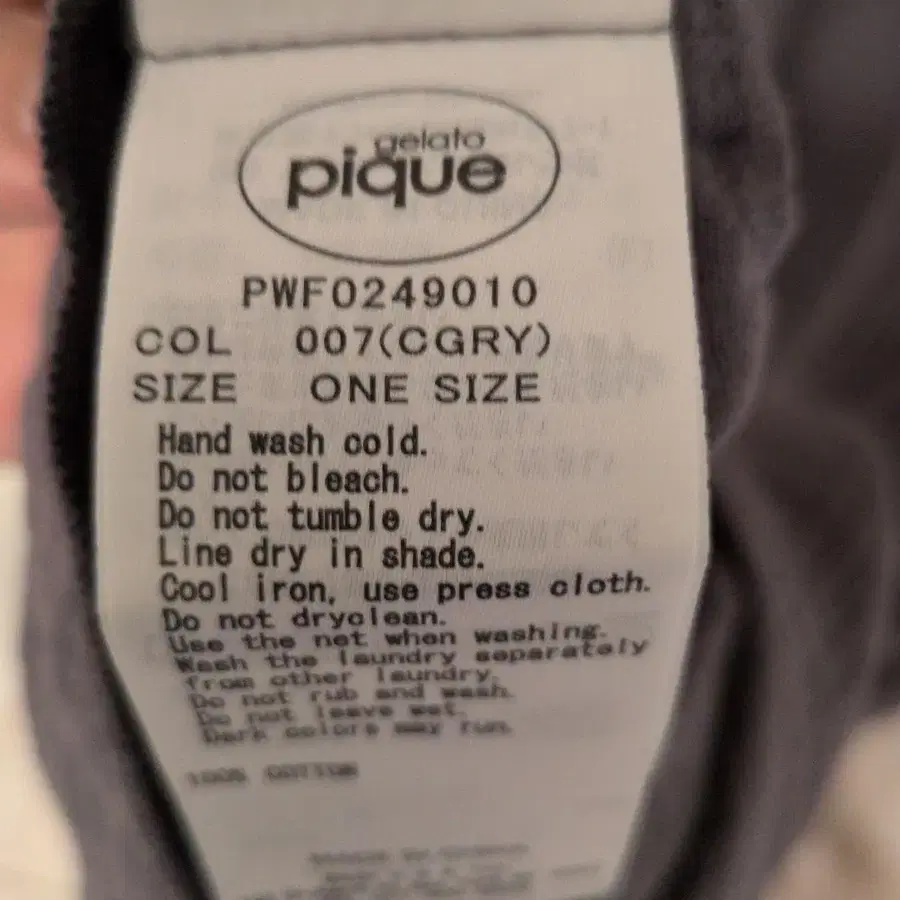 gelato
pique
PWF0249010
COL 007(CGRY)
SIZE ONE SIZE
Hand wash cold.
Do not bleach.
Do not tumble dry.
Line dry in shade.
Cool iron, use press cloth.
Do not dryclean.
Use the net when washing.
Wash the laundry separately
from other laundry.
Do not rub and wash.
Do not leave wet.
Dark colors may run.
100% COTTON